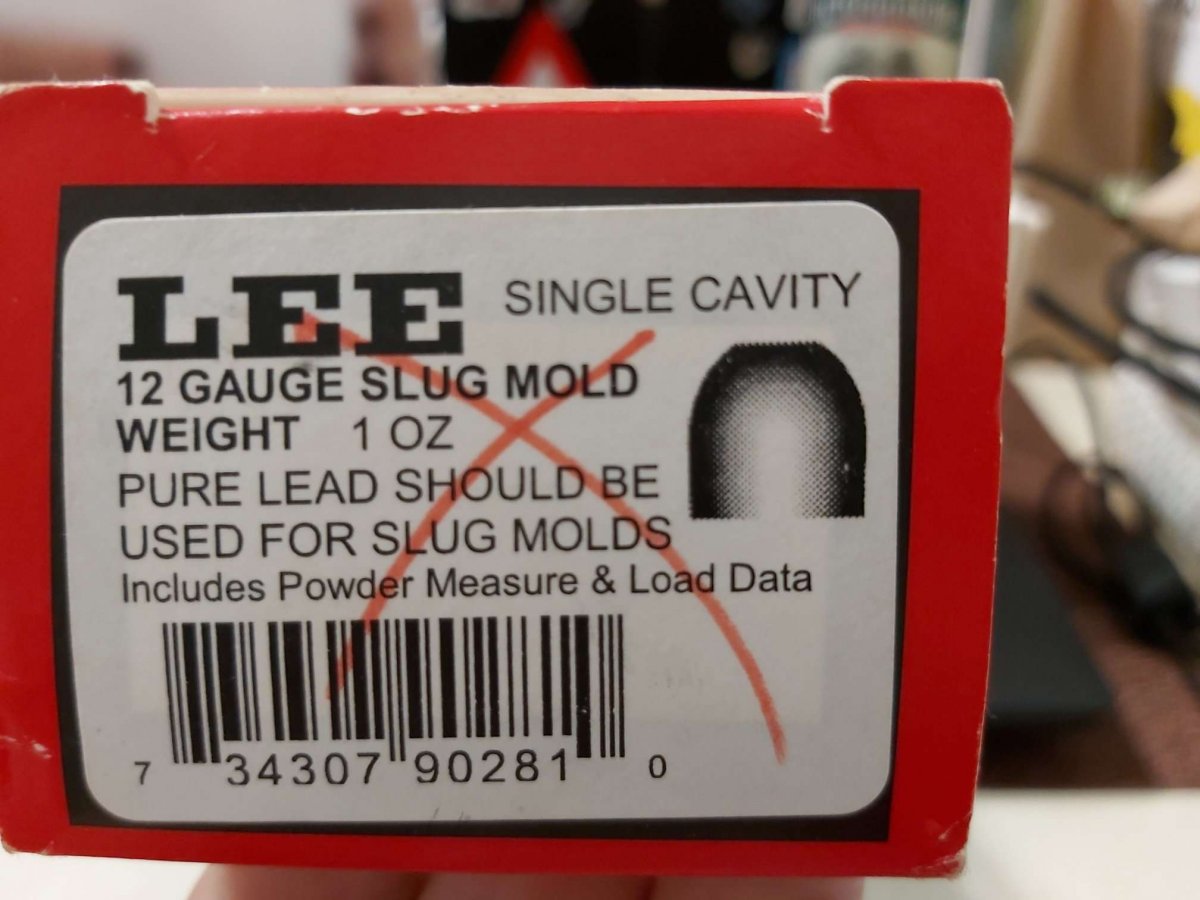 LEE SINGLE CAVITY
12 GAUGE SLUG MOLD
WEIGHT 1 OZ
PURE LEAD SHOULD BE
USED FOR SLUG MOLDS
Includes Powder Measure & Load Data
7 34307 90281 0